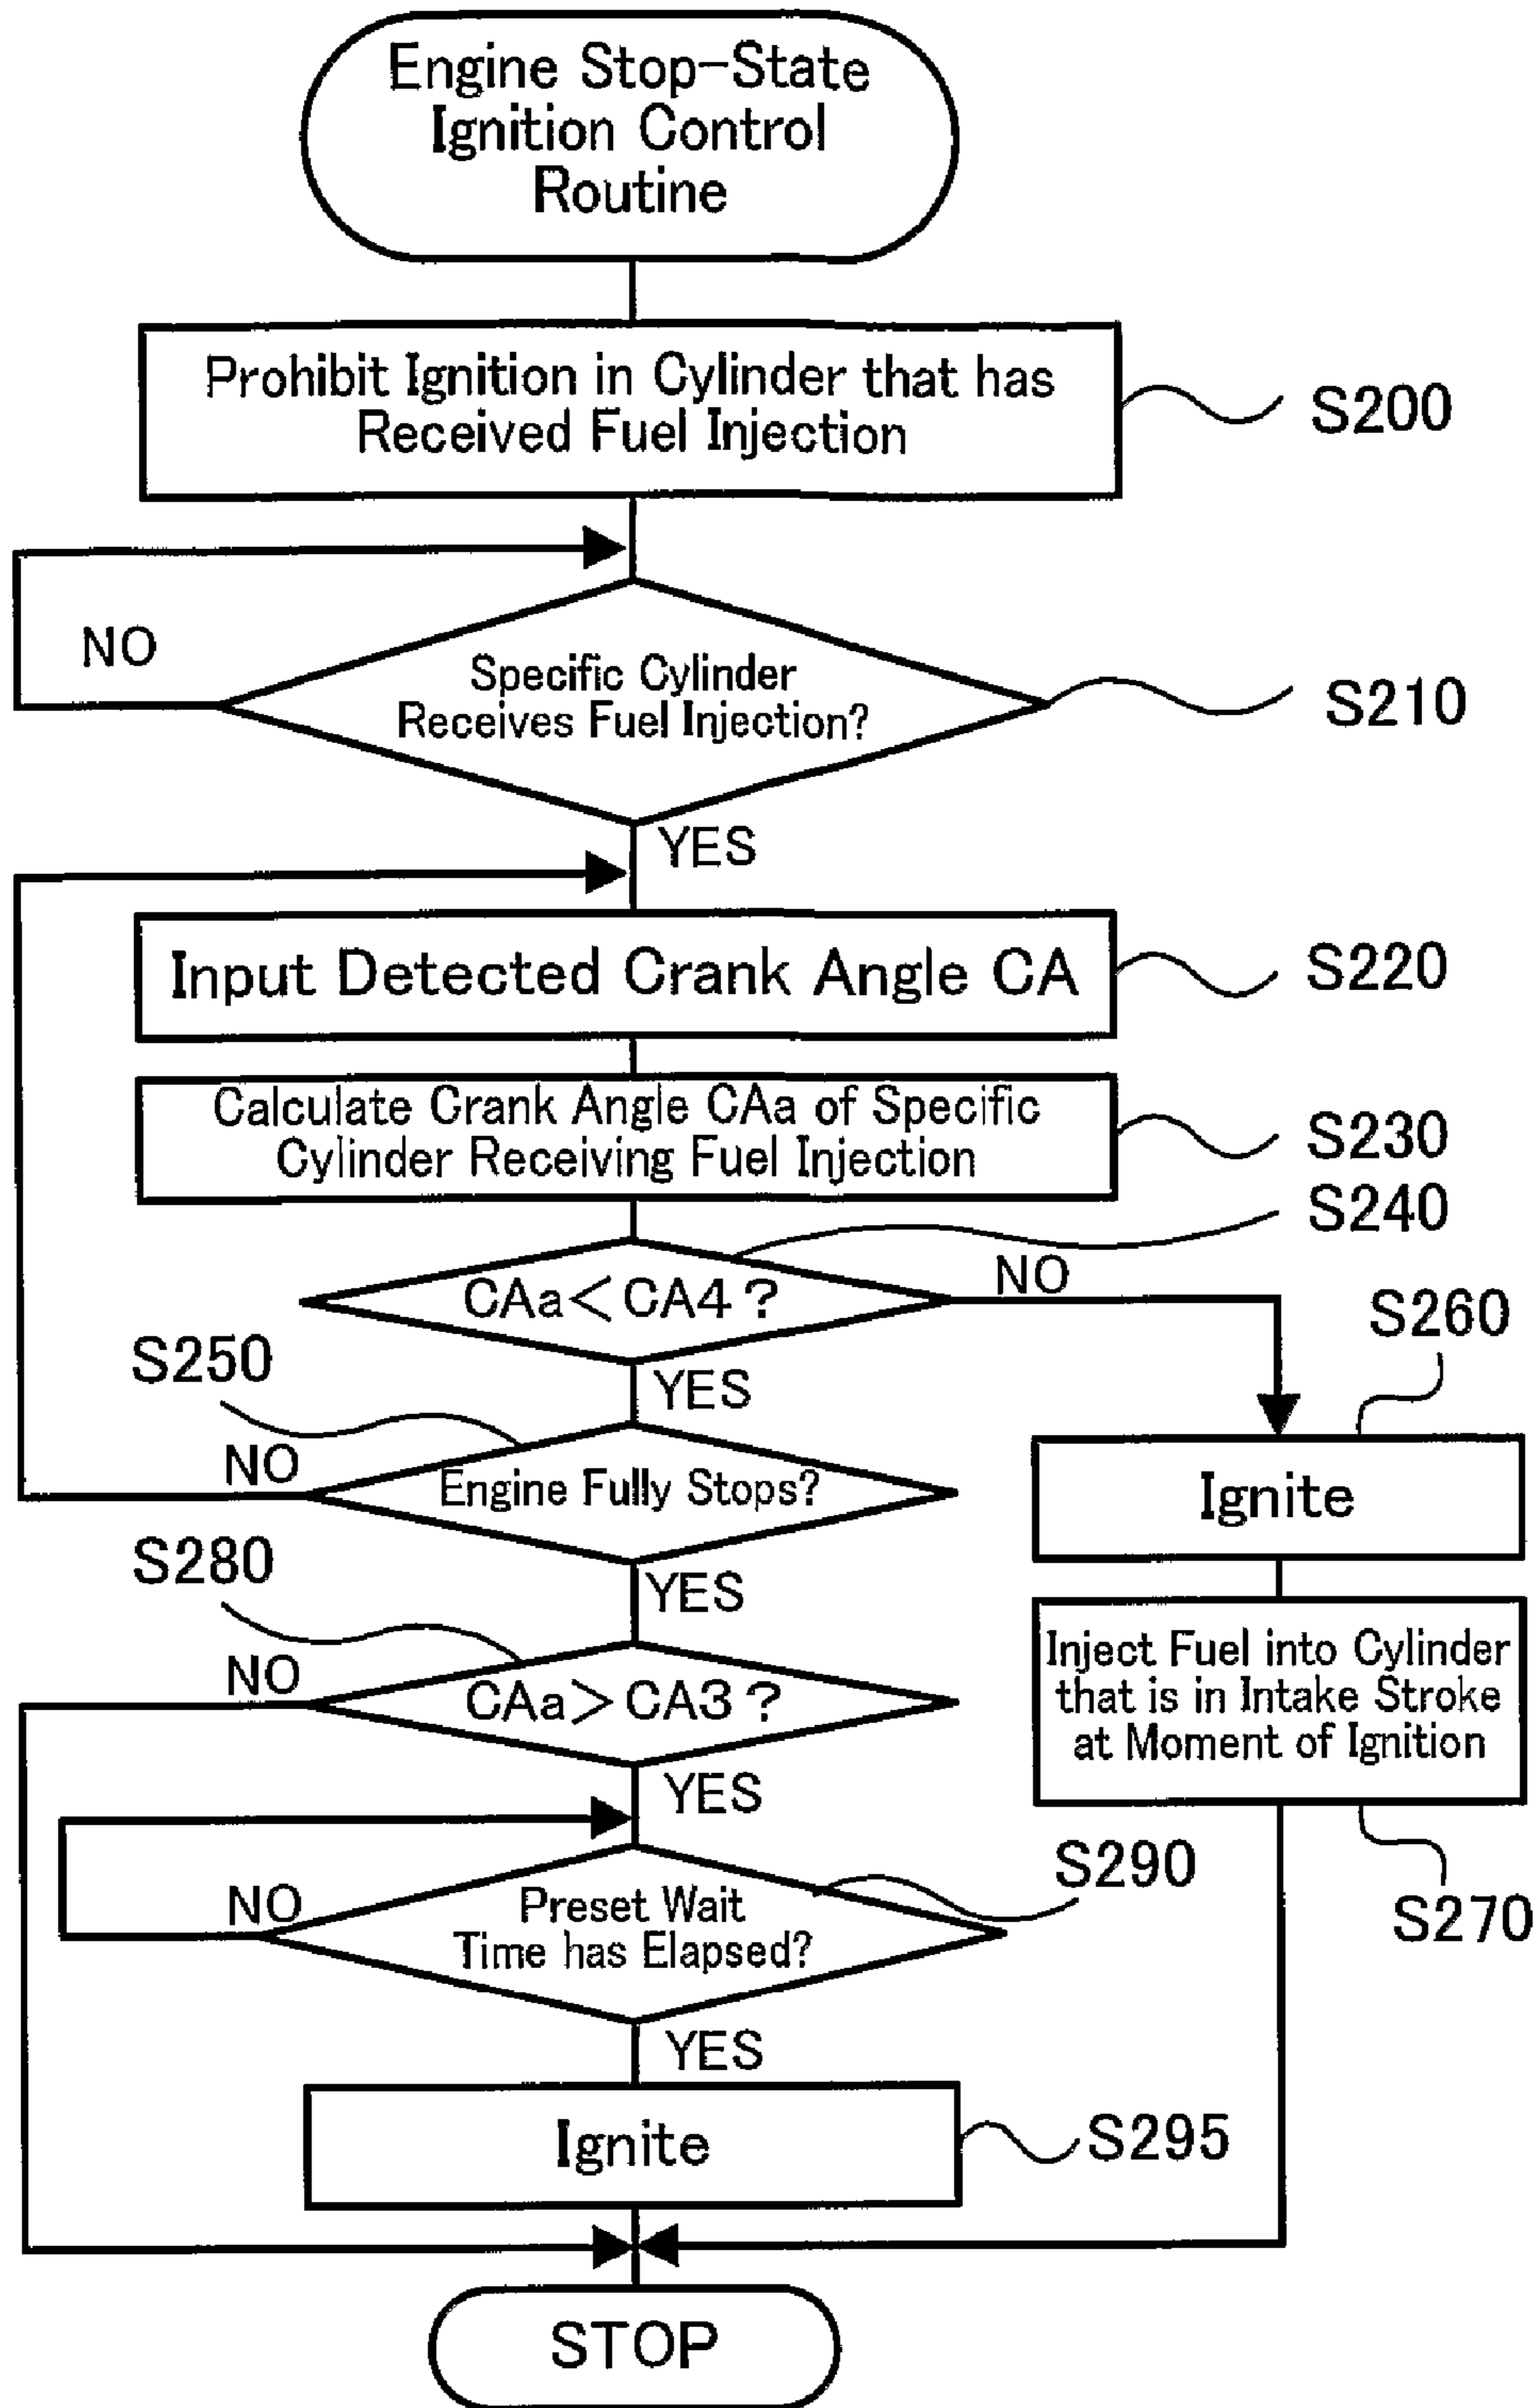 Engine Stop-State
Ignition Control
Routine
Prohibit Ignition in Cylinder that has
Received Fuel Injection
S200
NO
Specific Cylinder
Receives Fuel Injection?
S210
YES
Input Detected Crank Angle CA
S220
Calculate Crank Angle CAa of Specific
Cylinder Receiving Fuel Injection
S230
S240
CAa<CA4?
NO
S260
S250
YES
NO
Engine Fully Stops?
Ignite
S280
YES
Inject Fuel into Cylinder
that is in Intake Stroke
at Moment of Ignition
NO
CAa>CA3?
YES
S290
S270
NO
Preset Wait
Time has Elapsed?
YES
Ignite
S295
STOP